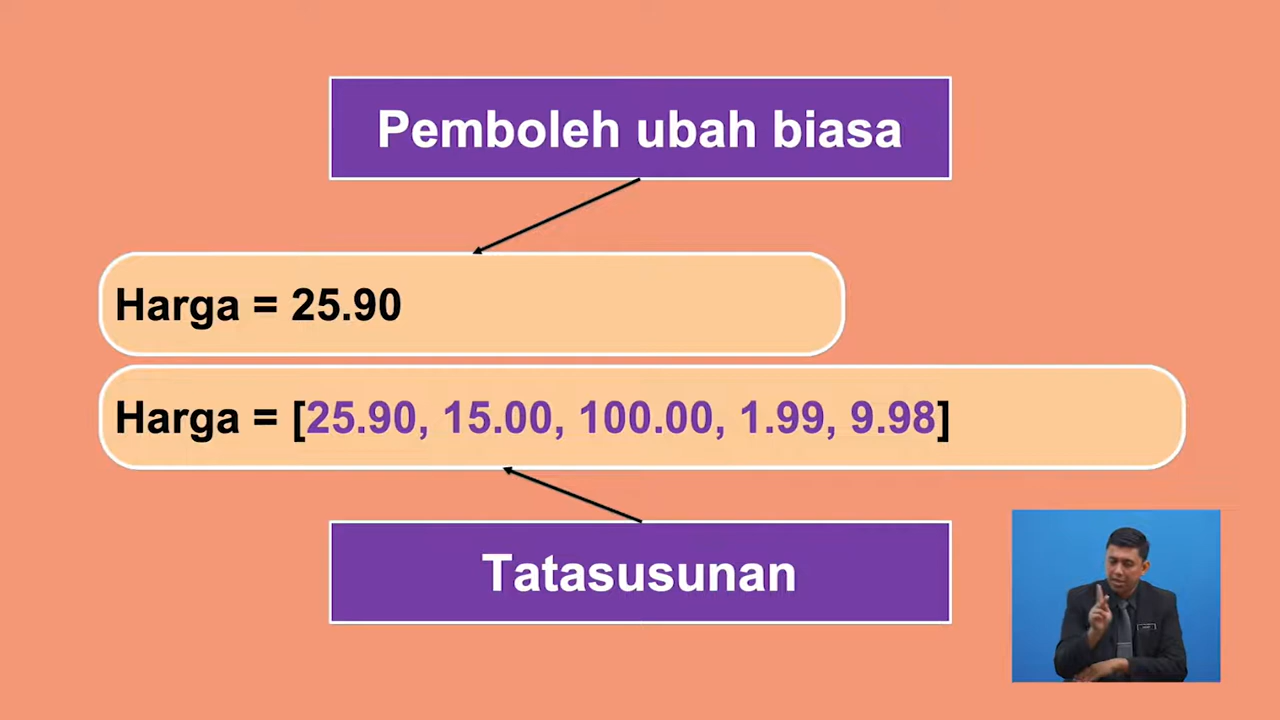 Pemboleh ubah biasa
Harga = 25.90
Harga = [25.90, 15.00, 100.00, 1.99, 9.98]
Tatasusunan